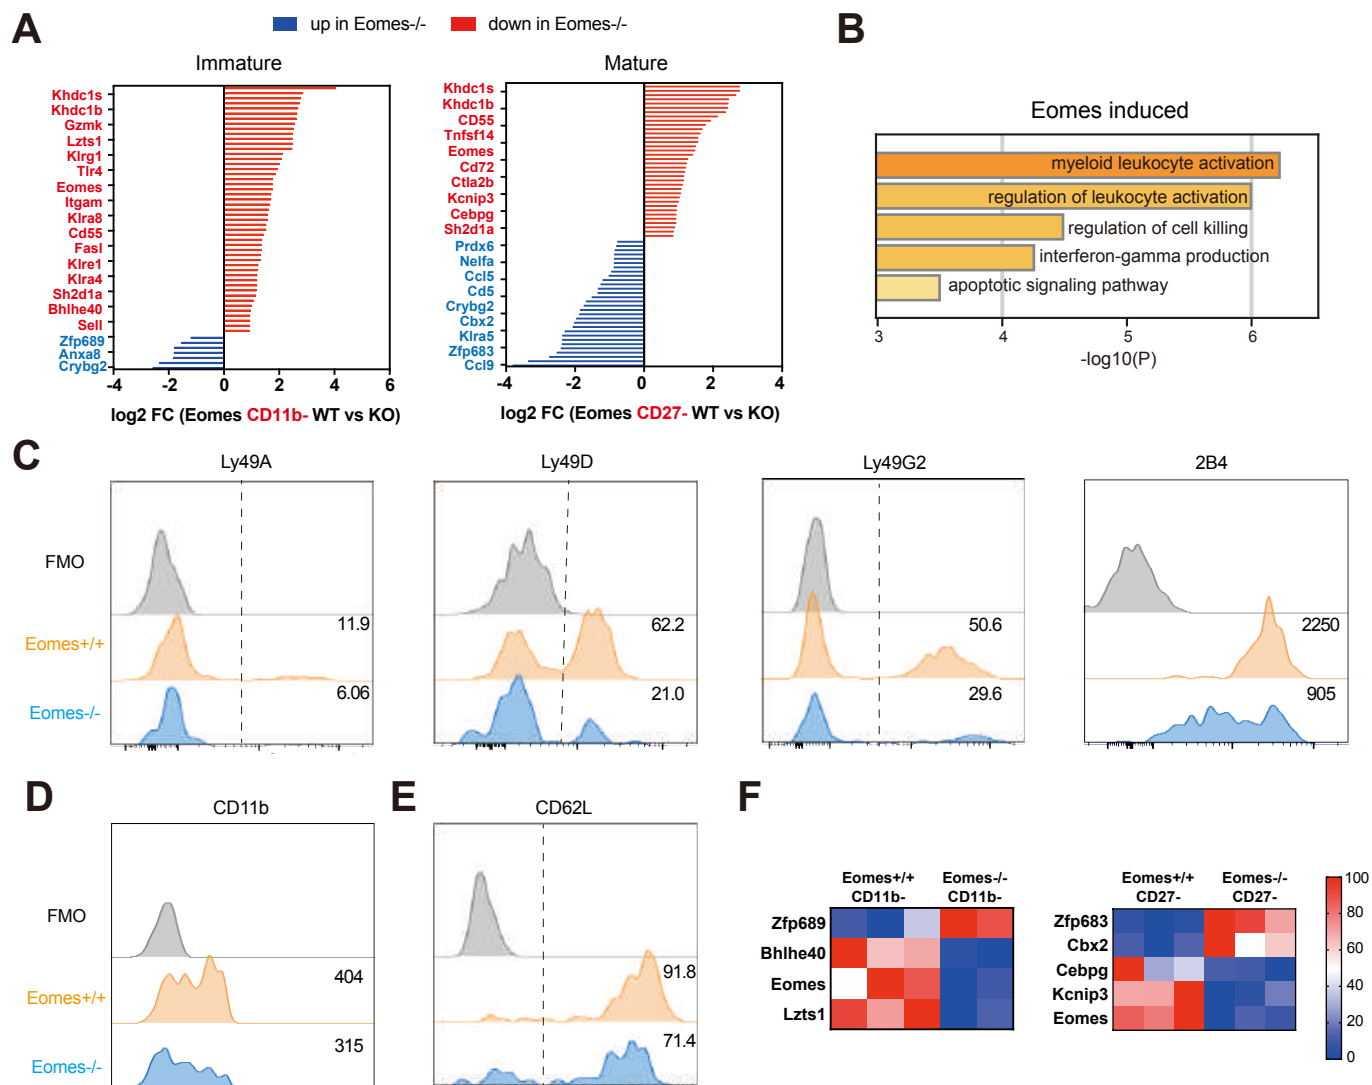 A
up in Eomes-/-
down in Eomes-/-
Immature
Khdc1s
Khdc1b
Gzmk
Lzts1
Klrg1
Tlr4
Eomes
Itgam
Klra8
Cd55
Fasl
Klre1
Klra4
Sh2d1a
Bhlhe40
Sell
Zfp689
Anxa8
Crybg2
-4
-2
0
2
4
6
log2 FC (Eomes CD11b- WT vs KO)
Mature
Khdc1s
Khdc1b
CD55
Tnfsf14
Eomes
Cd72
Ctla2b
Kcnip3
Cebpg
Sh2d1a
Prdx6
Nelfa
Ccl5
Cd5
Crybg2
Cbx2
Klra5
Zfp683
Ccl9
-4
-2
0
2
4
log2 FC (Eomes CD27- WT vs KO)
B
Eomes induced
myeloid leukocyte activation
regulation of leukocyte activation
regulation of cell killing
interferon-gamma production
apoptotic signaling pathway
3
4
5
6
-log10(P)
C
Ly49A
Ly49D
Ly49G2
2B4
FMO
Eomes+/+
Eomes-/-
11.9
6.06
62.2
21.0
50.6
29.6
2250
905
D
CD11b
FMO
Eomes+/+
Eomes-/-
404
315
E
CD62L
91.8
71.4
F
Eomes+/+
CD11b-
Eomes-/-
CD11b-
Zfp689
Bhlhe40
Eomes
Lzts1
Eomes+/+
CD27-
Eomes-/-
CD27-
Zfp683
Cbx2
Cebpg
Kcnip3
Eomes
100
80
60
40
20
0